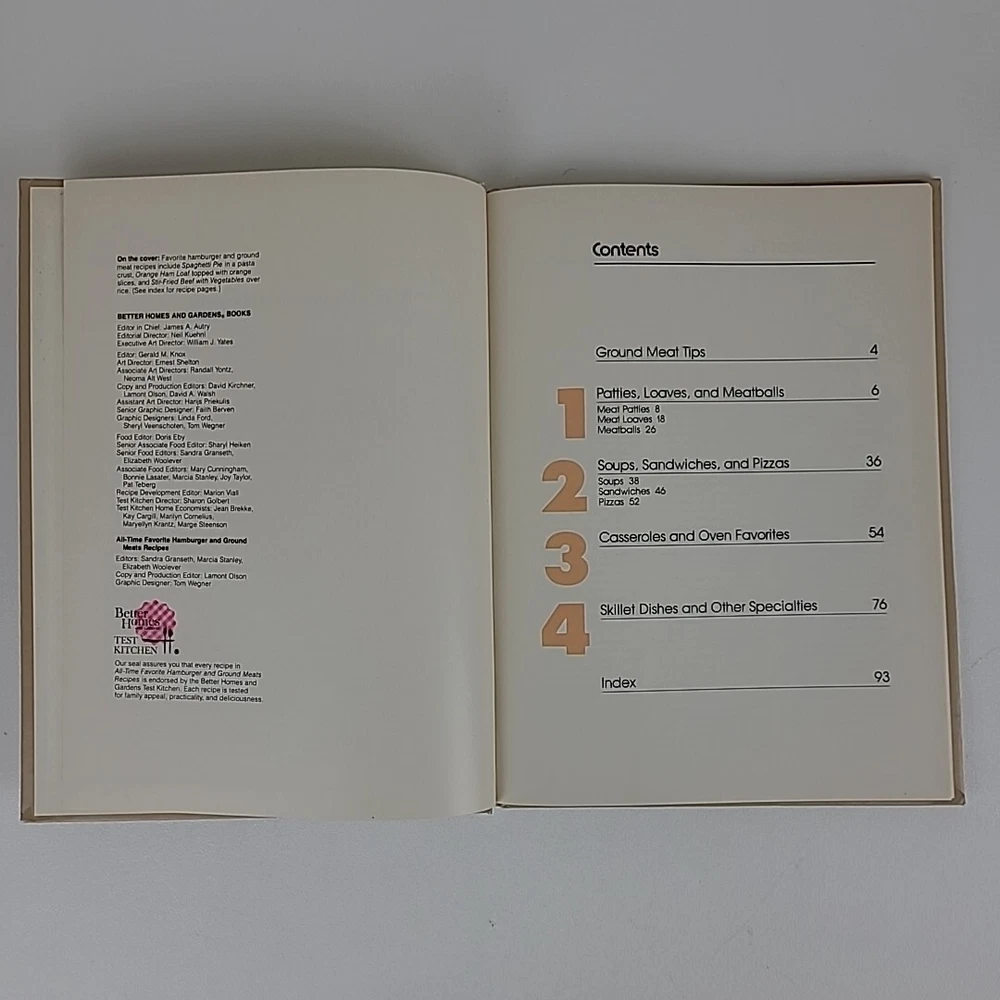 On the cover: Favorite hamburger and ground
meat recipes include Spaghetti Pie in a pasta
crust, Orange Ham Loaf topped with orange
slices, and Stir-Fried Beef with Vegetables over
rice. (See index for recipe pages.)
BETTER HOMES AND GARDENS® BOOKS
Editor in Chief: James A. Autry
Editorial Director: Neil Kuehnl
Executive Art Director: William J. Yates
Editor: Gerald M. Knox
Art Director: Ernest Shelton
Associate Art Directors: Randall Yontz,
Neoma Alt West
Copy and Production Editors: David Kirchner,
Lamont Olson, David A. Walsh
Assistant Art Director: Harijs Priekulis
Senior Graphic Designer: Faith Berven
Graphic Designers: Linda Ford,
Sheryl Veenschoten, Tom Wegner
Food Editor: Doris Eby
Senior Associate Food Editor: Sharyl Heiken
Senior Food Editors: Sandra Granseth,
Elizabeth Woolever
Associate Food Editors: Mary Cunningham,
Bonnie Lasater, Marcia Stanley, Joy Taylor,
Pat Teberg
Recipe Development Editor: Marion Viall
Test Kitchen Director: Sharon Golbert
Test Kitchen Home Economists: Jean Brekke,
Kay Cargill, Marilyn Cornelius,
Maryellyn Krantz, Marge Steenson
All-Time Favorite Hamburger and Ground
Meats Recipes
Editors: Sandra Granseth, Marcia Stanley,
Elizabeth Woolever
Copy and Production Editor: Lamont Olson
Graphic Designer: Tom Wegner
Better
Homes
TEST
KITCHEN
Our seal assures you that every recipe in
All-Time Favorite Hamburger and Ground Meats
Recipes is endorsed by the Better Homes and
Gardens Test Kitchen. Each recipe is tested
for family appeal, practicality, and deliciousness.
Contents
Ground Meat Tips 4
1 Patties, Loaves, and Meatballs 6
Meat Patties 8
Meat Loaves 18
Meatballs 26
2 Soups, Sandwiches, and Pizzas 36
Soups 38
Sandwiches 46
Pizzas 52
3 Casseroles and Oven Favorites 54
4 Skillet Dishes and Other Specialties 76
Index 93